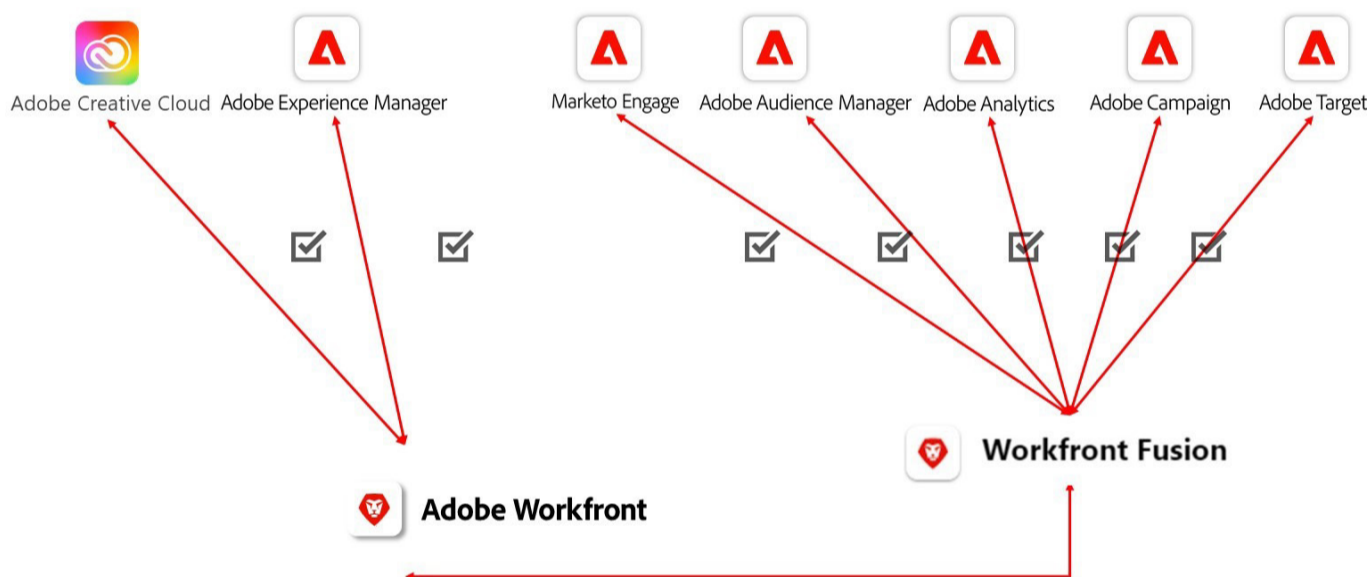 Adobe Creative Cloud
Adobe Experience Manager
Marketo Engage
Adobe Audience Manager
Adobe Analytics
Adobe Campaign
Adobe Target
Workfront Fusion
Adobe Workfront